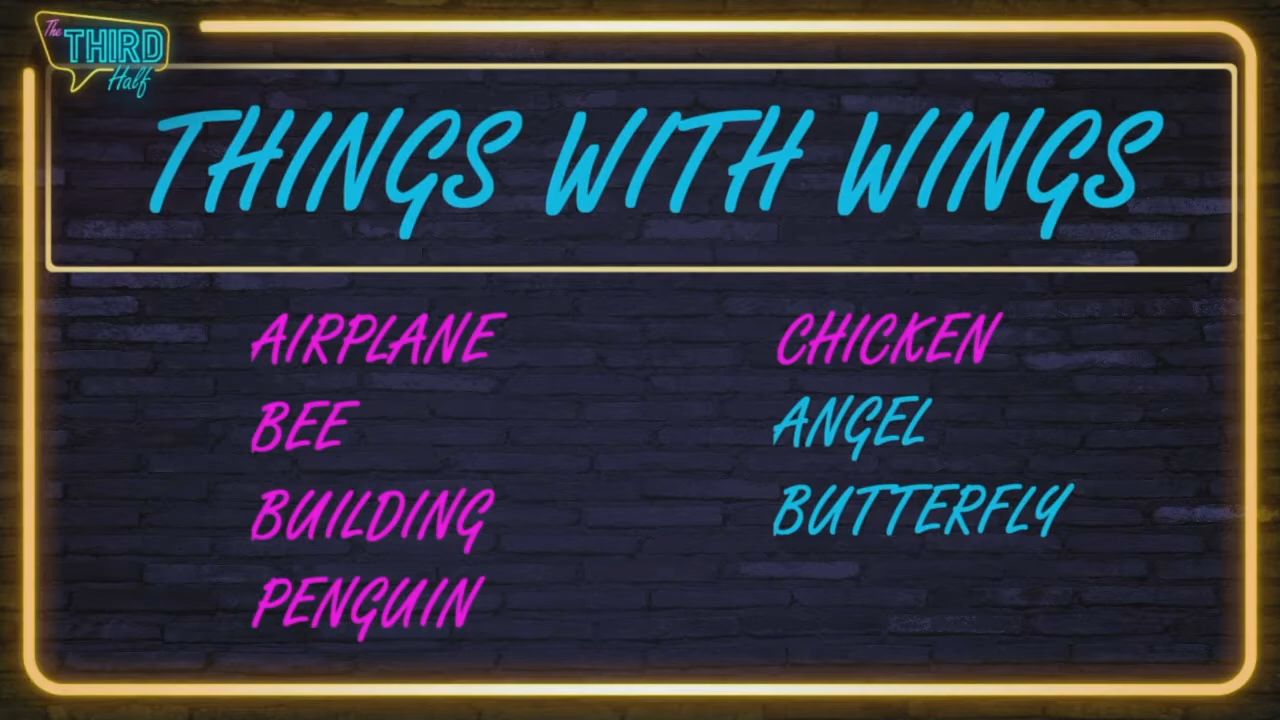 The
THIRD
Half
THINGS WITH WINGS
AIRPLANE
BEE
BUILDING
PENGUIN
CHICKEN
ANGEL
BUTTERFLY